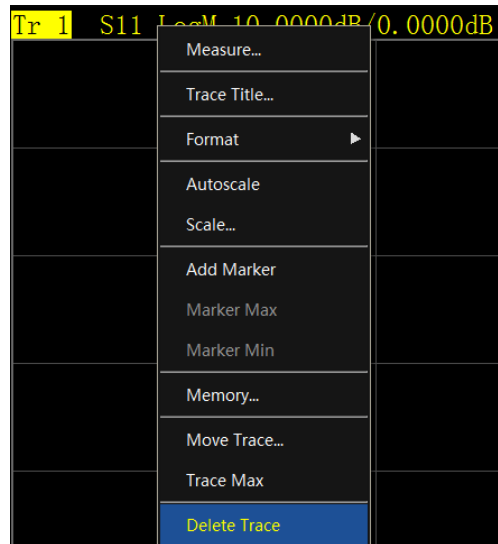 Tr 1 S11 LogM 10.0000dB/0.0000dB
Measure...
Trace Title...
Format
Autoscale
Scale...
Add Marker
Marker Max
Marker Min
Memory...
Move Trace...
Trace Max
Delete Trace